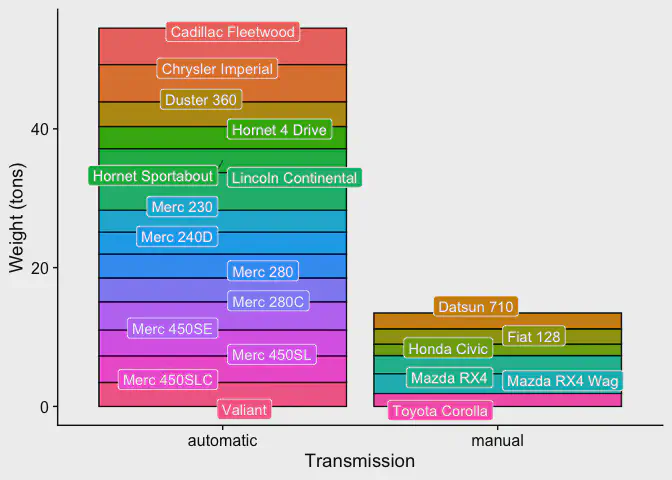 Cadillac Fleetwood
Chrysler Imperial
Duster 360
40
Hornet 4 Drive
Hornet Sportabout
Lincoln Continental
Merc 230
Merc 240D
20
Merc 280
Merc 280C
Merc 450SE
Merc 450SL
Merc 450SLC
Valiant
0
Datsun 710
Fiat 128
Honda Civic
Mazda RX4
Mazda RX4 Wag
Toyota Corolla
Weight (tons)
automatic
manual
Transmission